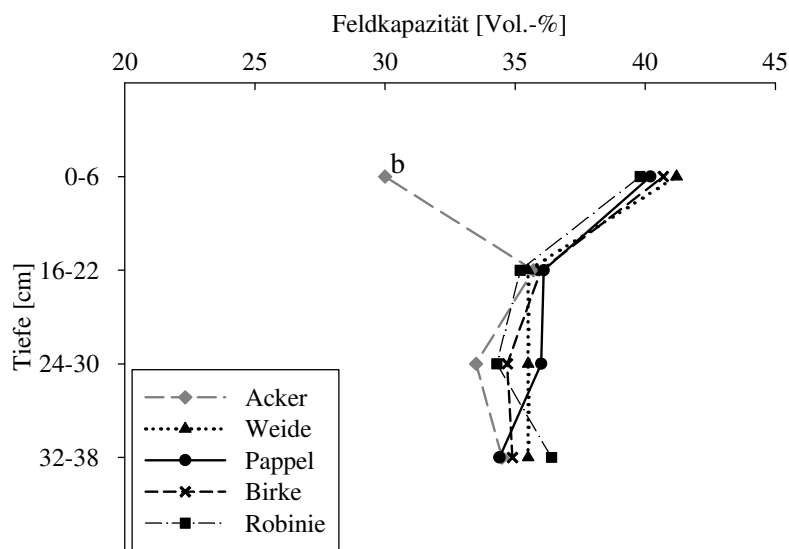 Feldkapazität [Vol.-%]
20 25 30 35 40 45
b
0-6
16-22
24-30
32-38
Tiefe [cm]
Acker
Weide
Pappel
Birke
Robinie